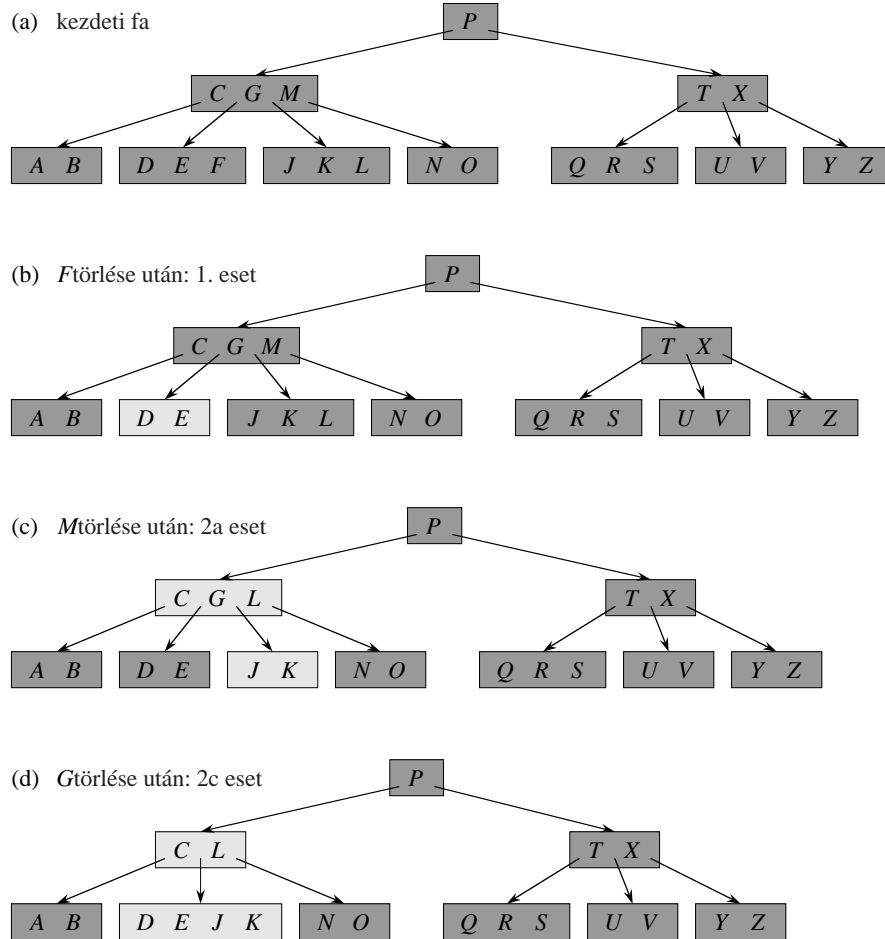 (a) kezdeti fa
P
C G M
T X
A B
D E F
J K L
N O
Q R S
U V
Y Z
(b) Ftörlése után: 1. eset
P
C G M
T X
A B
D E
J K L
N O
Q R S
U V
Y Z
(c) Mtörlése után: 2a eset
P
C G L
T X
A B
D E
J K
N O
Q R S
U V
Y Z
(d) Gtörlése után: 2c eset
P
C L
T X
A B
D E J K
N O
Q R S
U V
Y Z